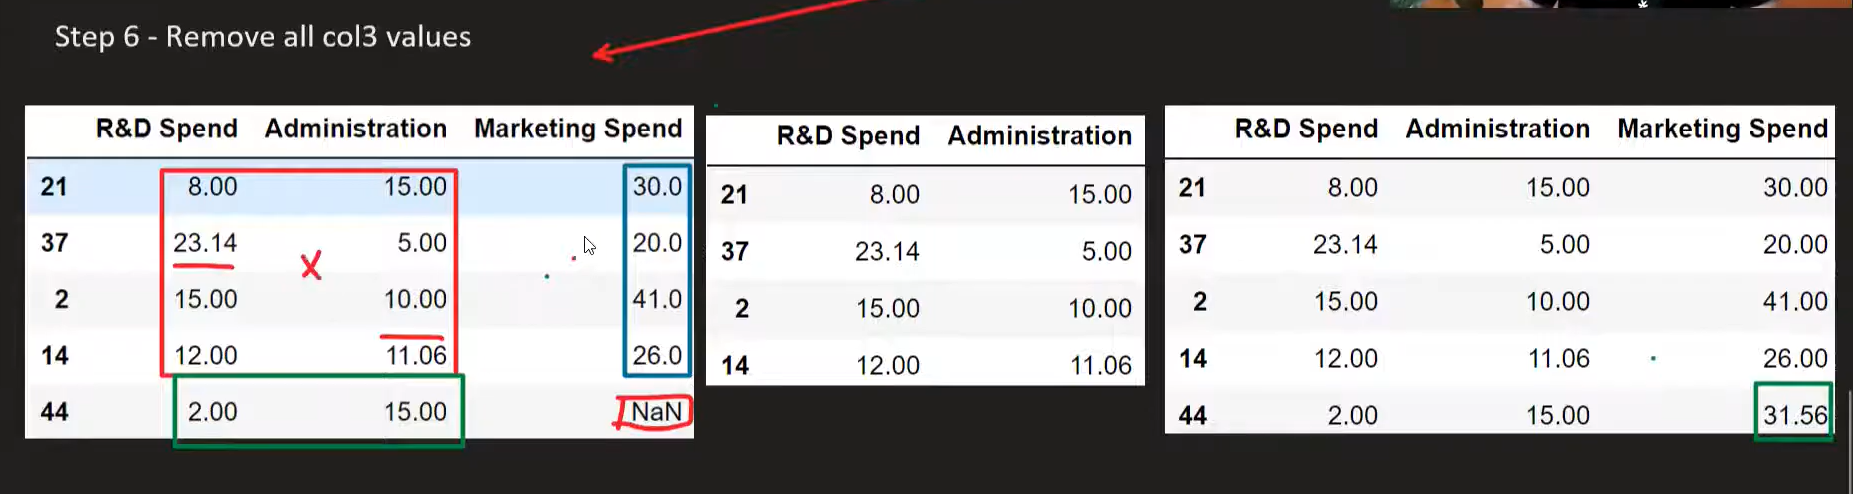 Step 6 - Remove all col3 values
R&D Spend Administration Marketing Spend
21 8.00 15.00 30.0
37 23.14 5.00 20.0
2 15.00 10.00 41.0
14 12.00 11.06 26.0
44 2.00 15.00 NaN
R&D Spend Administration
21 8.00 15.00
37 23.14 5.00
2 15.00 10.00
14 12.00 11.06
R&D Spend Administration Marketing Spend
21 8.00 15.00 30.00
37 23.14 5.00 20.00
2 15.00 10.00 41.00
14 12.00 11.06 26.00
44 2.00 15.00 31.56